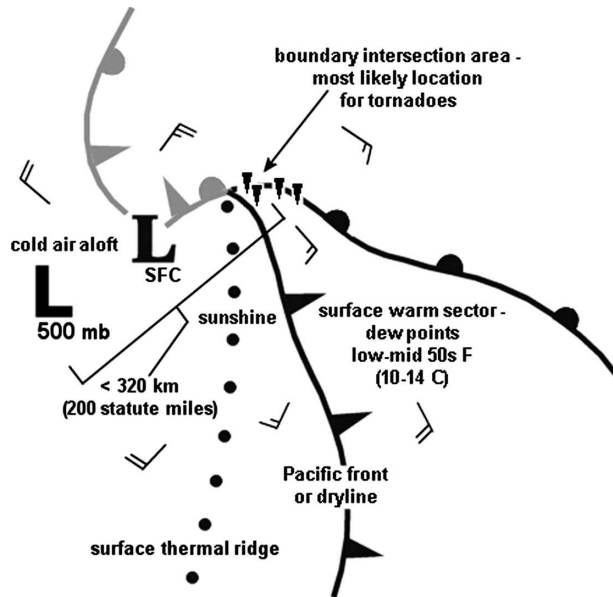 boundary intersection area -
most likely location
for tornadoes
cold air aloft
L
SFC
L
500 mb
sunshine
surface warm sector -
dew points
low-mid 50s F
(10-14 C)
< 320 km
(200 statute miles)
Pacific front
or dryline
surface thermal ridge